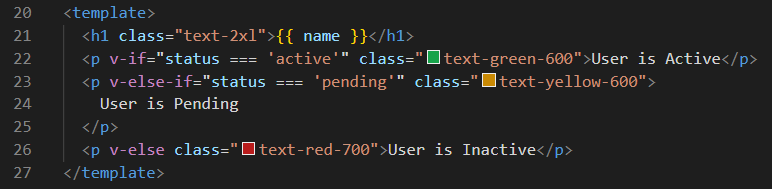 20 <template>
21   <h1 class="text-2xl">{{ name }}</h1>
22   <p v-if="status === 'active'" class="text-green-600">User is Active</p>
23   <p v-else-if="status === 'pending'" class="text-yellow-600">
24     User is Pending
25   </p>
26   <p v-else class="text-red-700">User is Inactive</p>
27 </template>